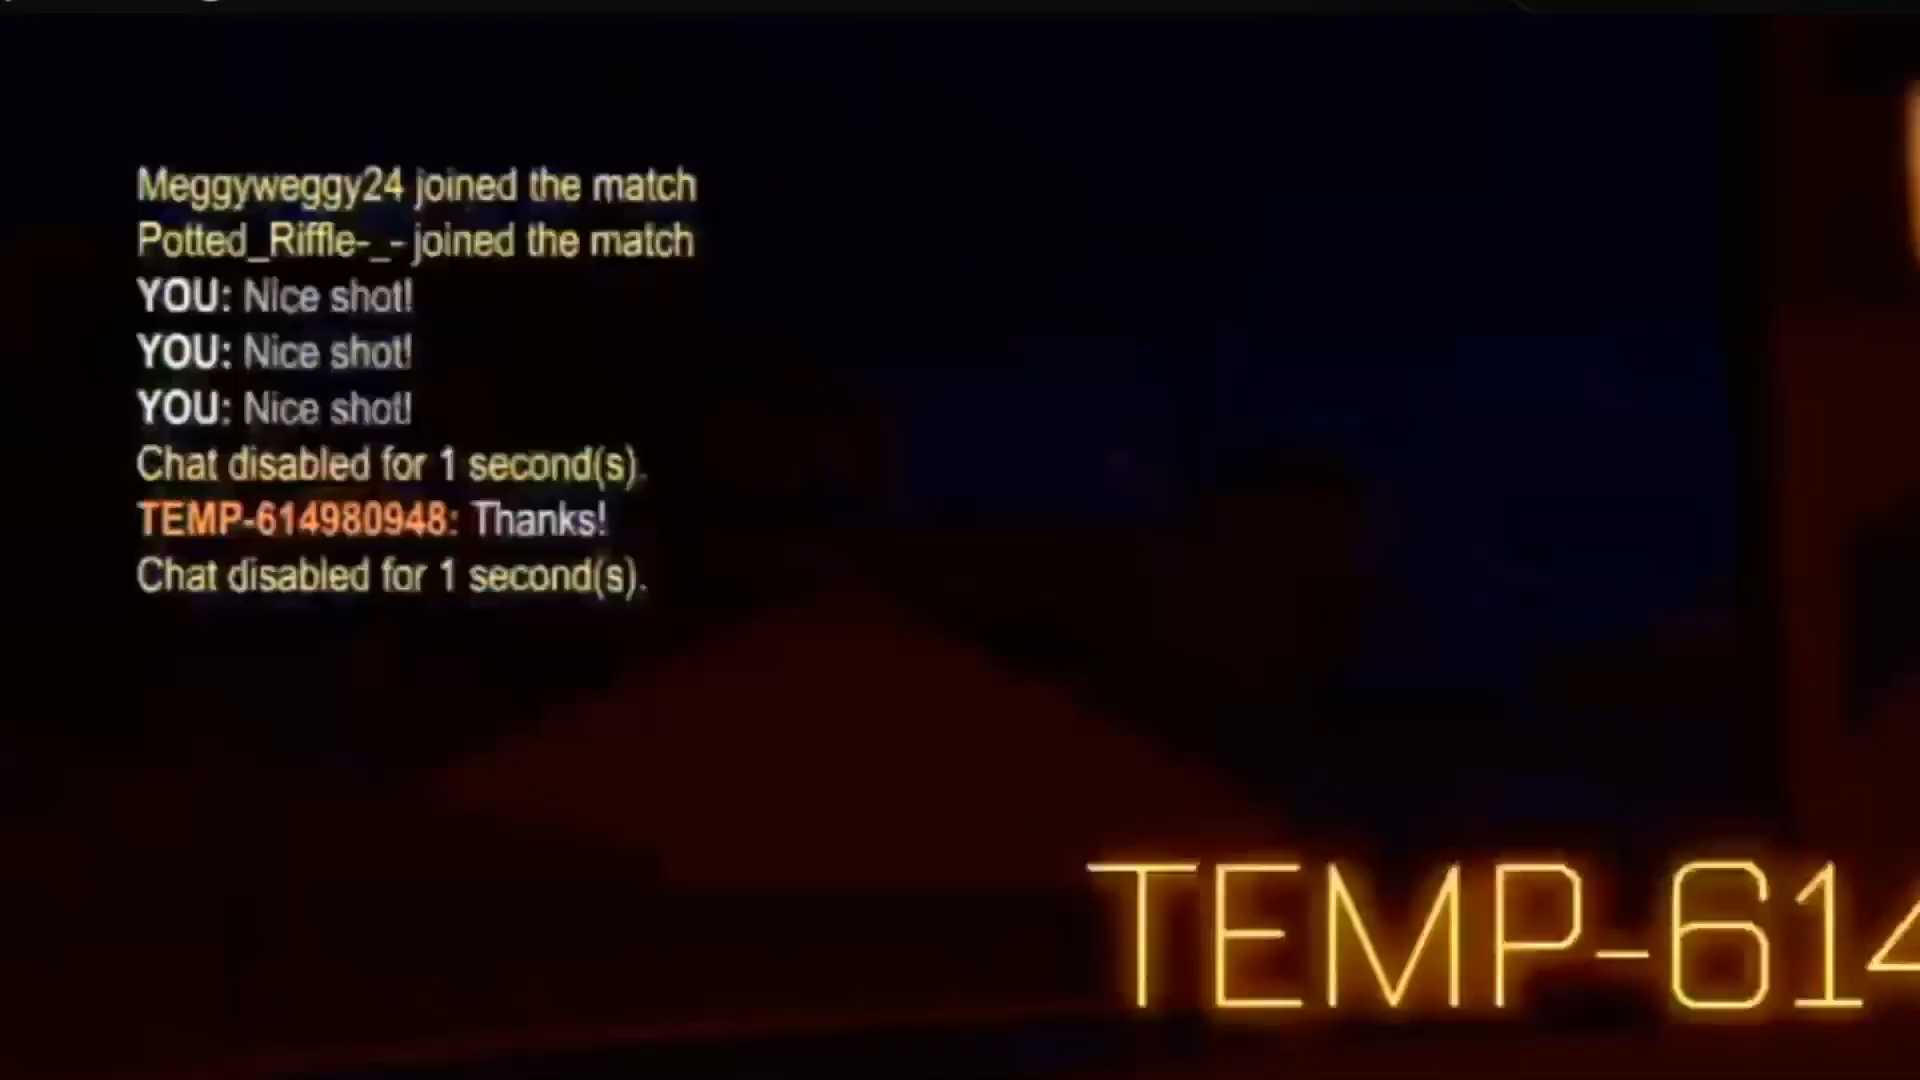 Meggyweggy24 joined the match
Potted_Riffle-_- joined the match
YOU: Nice shot!
YOU: Nice shot!
YOU: Nice shot!
Chat disabled for 1 second(s).
TEMP-614980948: Thanks!
Chat disabled for 1 second(s).
TEMP-614